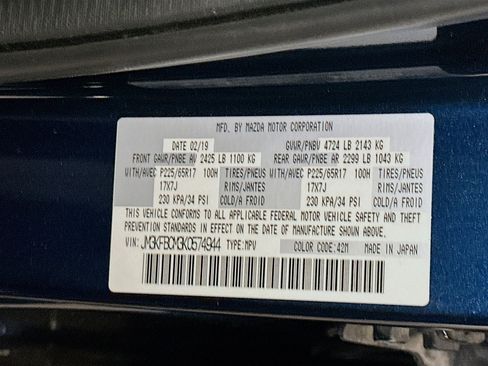 MFD. BY MAZDA MOTOR CORPORATION
DATE 02/19 GVWR/PNBV 4724 LB 2143 KG
FRONT GAWR/PNBE AV 2425 LB 1100 KG REAR GAWR/PNBE AR 2299 LB 1043 KG
WITH/AVEC P225/65R17 100H TIRES/PNEUS WITH/AVEC P225/65R17 100H TIRES/PNEUS
17X7J RIMS/JANTES 17X7J RIMS/JANTES
230 KPA/34 PSI COLD/A FROID 230 KPA/34 PSI COLD/A FROID
THIS VEHICLE CONFORMS TO ALL APPLICABLE FEDERAL MOTOR VEHICLE SAFETY AND THEFT
PREVENTION STANDARDS IN EFFECT ON THE DATE OF MANUFACTURE SHOWN ABOVE.
VIN: JM3KFBCM3K0574944 TYPE: MPV COLOR CODE: 42M MADE IN JAPAN